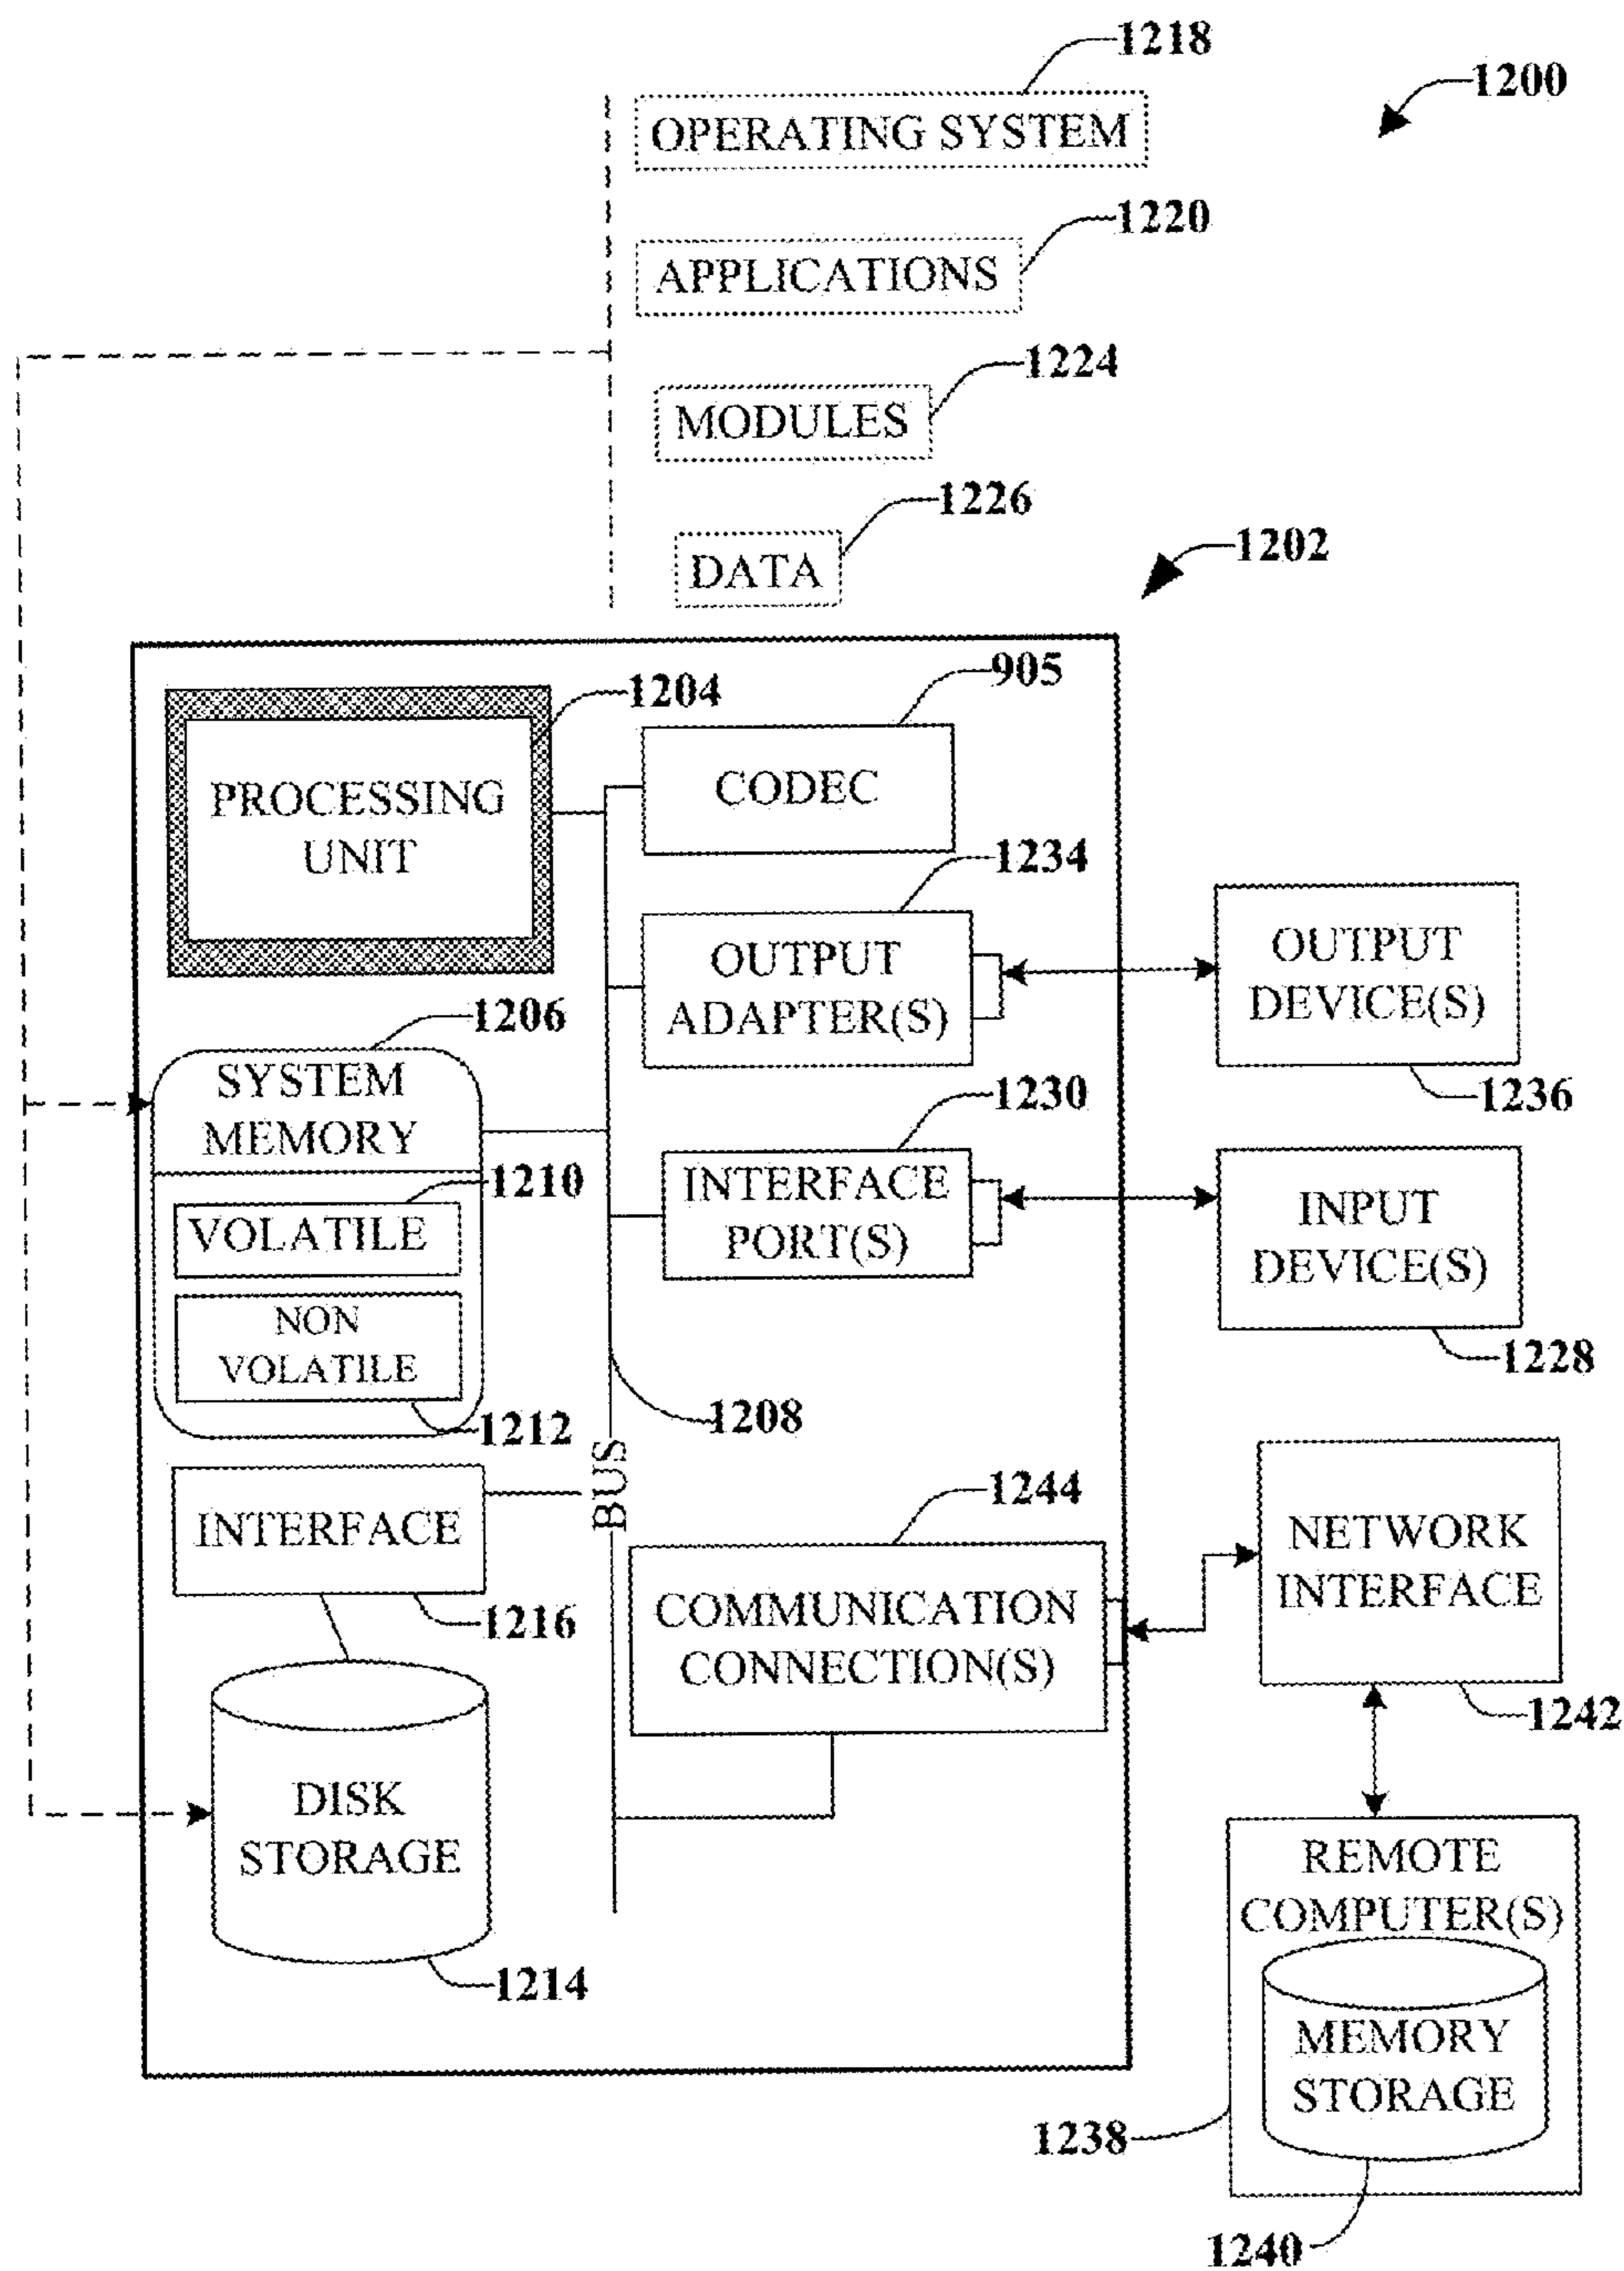 1218
1200
OPERATING SYSTEM
1220
APPLICATIONS
1224
MODULES
1226
DATA
1202
905
1204
CODEC
PROCESSING
UNIT
1234
OUTPUT
ADAPTER(S)
OUTPUT
DEVICE(S)
1236
1206
SYSTEM
MEMORY
1230
1210
VOLATILE
INTERFACE
PORT(S)
INPUT
DEVICE(S)
1228
NON
VOLATILE
1212
1208
BUS
INTERFACE
1216
1244
COMMUNICATION
CONNECTION(S)
NETWORK
INTERFACE
1242
DISK
STORAGE
1214
REMOTE
COMPUTER(S)
MEMORY
STORAGE
1238
1240